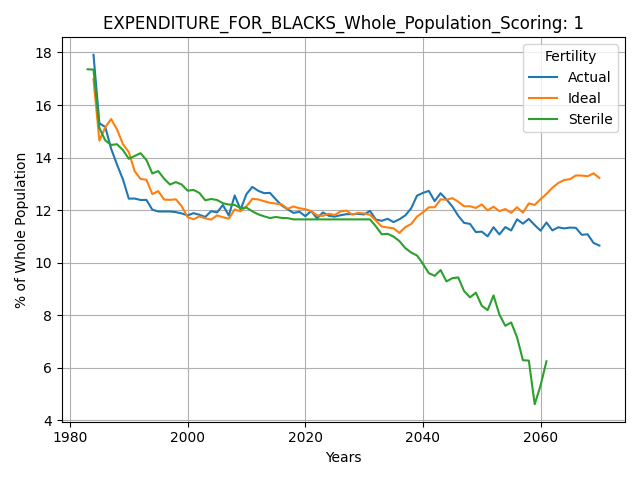 EXPENDITURE_FOR_BLACKS_Whole_Population_Scoring: 1
% of Whole Population
18
16
14
12
10
8
6
4
1980
2000
2020
2040
2060
Years
Fertility
Actual
Ideal
Sterile